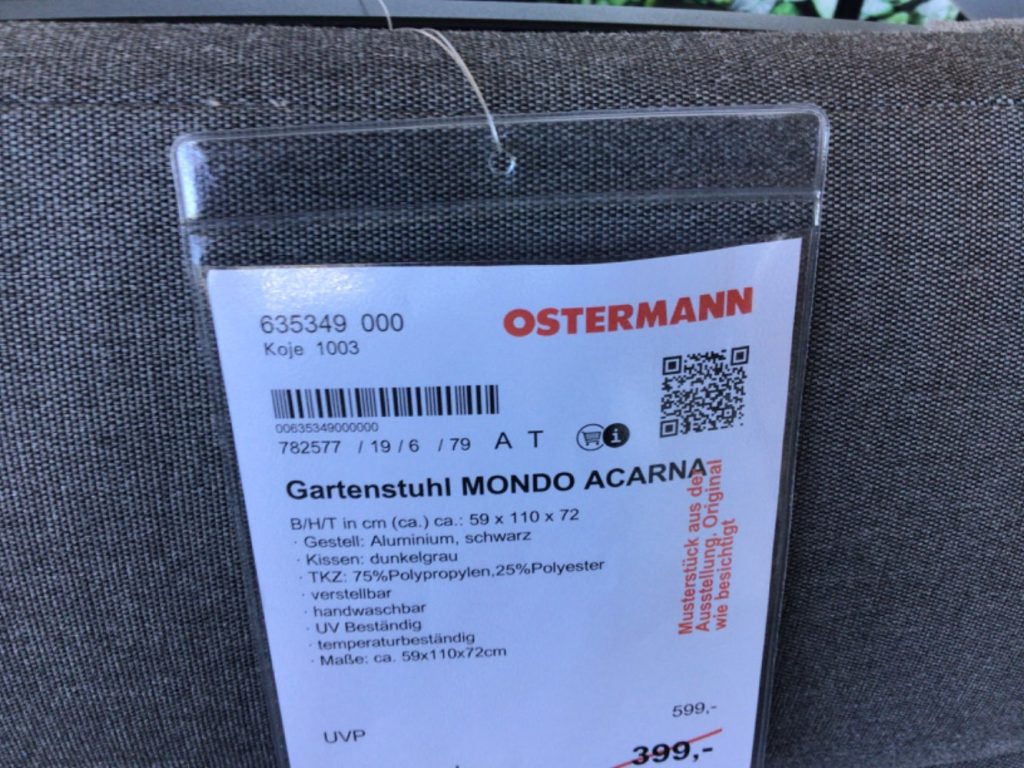 635349 000
Koje 1003
OSTERMANN
00635349000000
782577 / 19 / 6 / 79 A T
Gartenstuhl MONDO ACARNA
B/H/T in cm (ca.) ca.: 59 x 110 x 72
· Gestell: Aluminium, schwarz
· Kissen: dunkelgrau
· TKZ: 75%Polypropylen,25%Polyester
· verstellbar
· handwaschbar
· UV Beständig
· temperaturbeständig
· Maße: ca. 59x110x72cm
Musterstück aus der
Ausstellung. Original
wie besichtigt
UVP 599,-
399,-